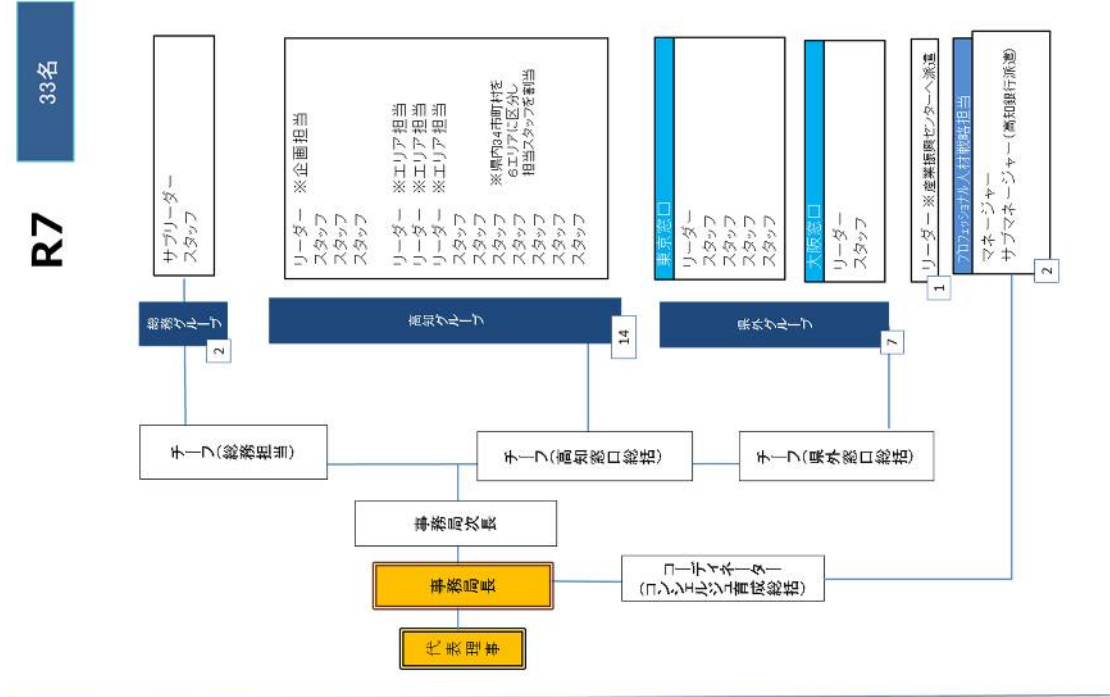 R7
33名
代表理事
事務局長
事務局次長
コーディネーター
(コンシェルジュ育成総括)
チーフ(総務担当)
チーフ(高知窓口総括)
チーフ(県外窓口総括)
総務グループ
2
サブリーダー
スタッフ
高知グループ
14
リーダー ※企画担当
スタッフ
スタッフ
スタッフ
リーダー ※エリア担当
リーダー ※エリア担当
リーダー ※エリア担当
スタッフ
スタッフ
スタッフ
スタッフ
スタッフ
スタッフ
スタッフ
※県内34市町村を
6エリアに区分し
担当スタッフを割当
県外グループ
7
東京窓口
リーダー
スタッフ
スタッフ
スタッフ
スタッフ
大阪窓口
リーダー
スタッフ
リーダー ※産業振興センターへ派遣
1
プロフェッショナル人材戦略担当
マネージャー
サブマネージャー(高知銀行派遣)
2